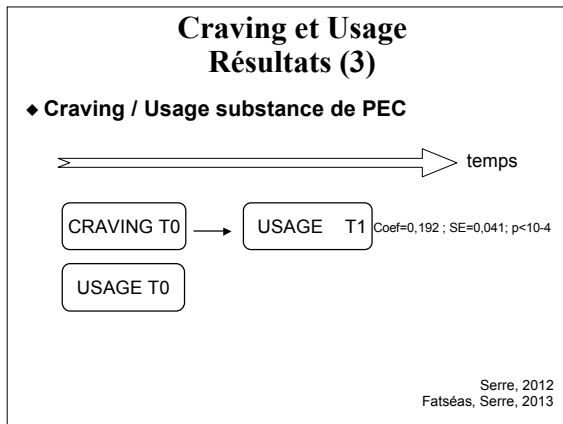 Craving et Usage
Résultats (3)
◆ Craving / Usage substance de PEC
temps
CRAVING T0
USAGE T1
Coef=0,192 ; SE=0,041; p<10-4
USAGE T0
Serre, 2012
Fatséas, Serre, 2013